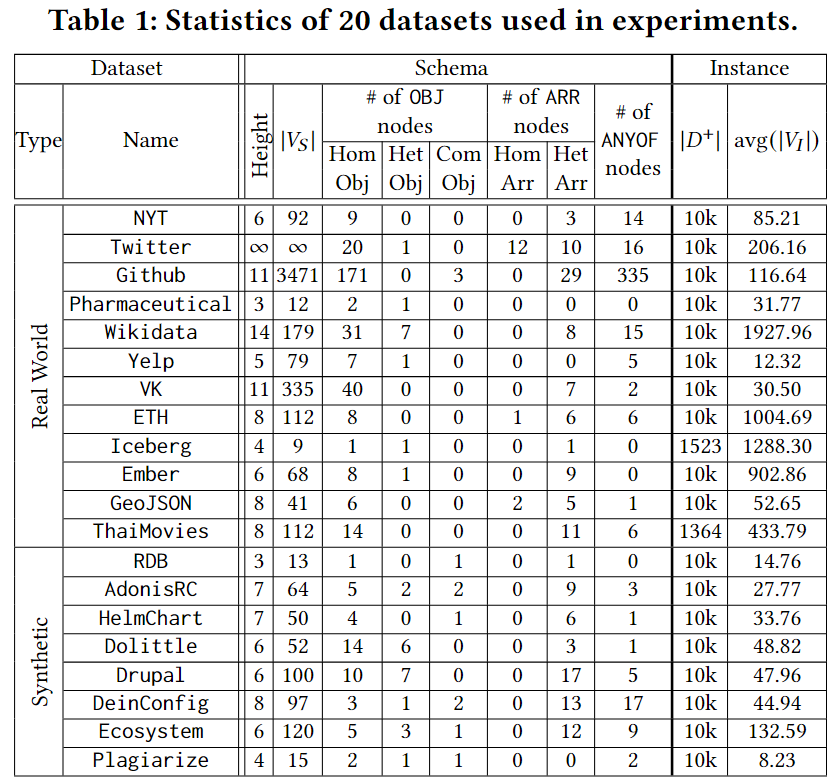 Table 1: Statistics of 20 datasets used in experiments.
Dataset Schema Instance
Type Name Height |V_S| # of OBJ nodes # of ARR nodes # of ANYOF nodes |D⁺| avg(|V_I|)
Hom Obj Het Obj Com Obj Hom Arr Het Arr
Real World
NYT 6 92 9 0 0 0 3 14 10k 85.21
Twitter ∞ ∞ 20 1 0 12 10 16 10k 206.16
Github 11 3471 171 0 3 0 29 335 10k 116.64
Pharmaceutical 3 12 2 1 0 0 0 0 10k 31.77
Wikidata 14 179 31 7 0 0 8 15 10k 1927.96
Yelp 5 79 7 1 0 0 0 5 10k 12.32
VK 11 335 40 0 0 0 7 2 10k 30.50
ETH 8 112 8 0 0 1 6 6 10k 1004.69
Iceberg 4 9 1 1 0 0 1 0 1523 1288.30
Ember 6 68 8 1 0 0 9 0 10k 902.86
GeoJSON 8 41 6 0 0 2 5 1 10k 52.65
ThaiMovies 8 112 14 0 0 0 11 6 1364 433.79
Synthetic
RDB 3 13 1 0 1 0 1 0 10k 14.76
AdonisRC 7 64 5 2 2 0 9 3 10k 27.77
HelmChart 7 50 4 0 1 0 6 1 10k 33.76
Dolittle 6 52 14 6 0 0 3 1 10k 48.82
Drupal 6 100 10 7 0 0 17 5 10k 47.96
DeinConfig 8 97 3 1 2 0 13 17 10k 44.94
Ecosystem 6 120 5 3 1 0 12 9 10k 132.59
Plagiarize 4 15 2 1 1 0 0 2 10k 8.23